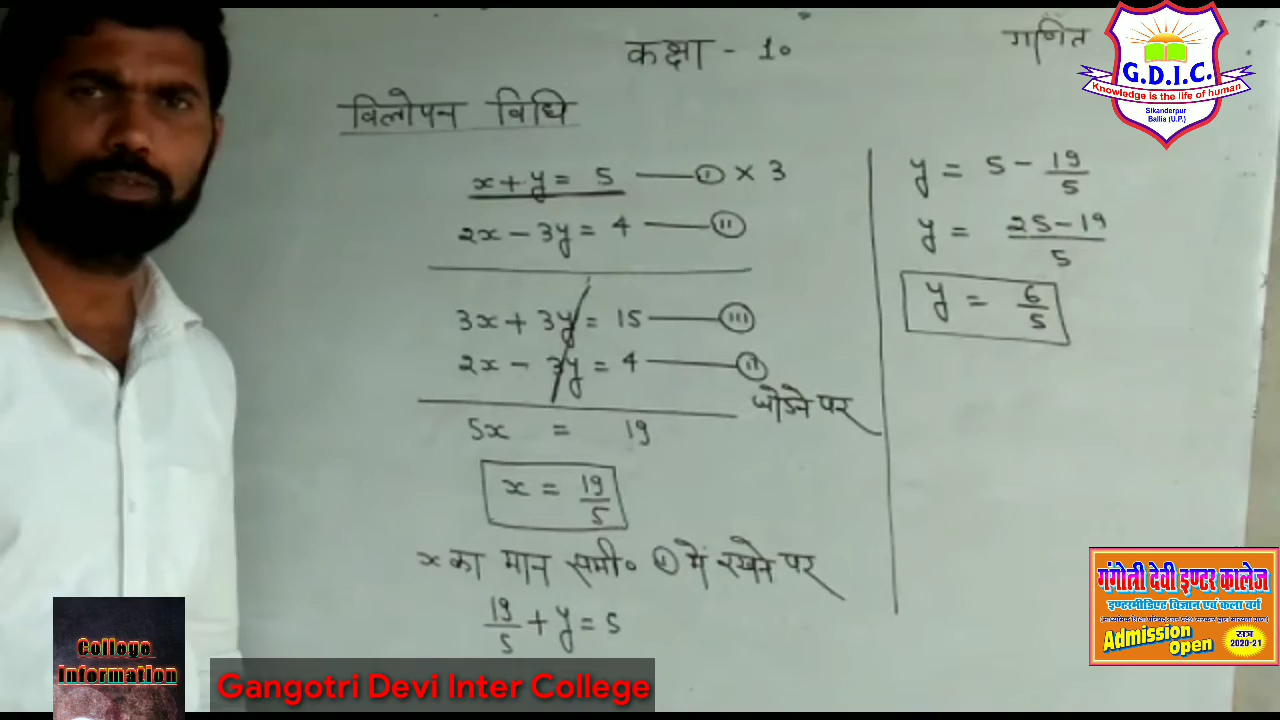 कक्षा - 10
गणित
विलोपन विधि
x + y = 5 — (I) × 3
2x - 3y = 4 — (II)
3x + 3y = 15 — (III)
2x - 3y = 4 — (II)
जोडने पर
5x = 19
x = 19/5
x का मान समी॰ (I) में रखने पर
19/5 + y = 5
y = 5 - 19/5
y = 25-19/5
y = 6/5
G.D.I.C.
Knowledge is the life of human
Sikanderpur
Ballia (U.P.)
गंगोत्री देवी इण्टर कालेज
इण्टरमीडिएट विज्ञान एवं कला वर्ग
Admission
Open
सत्र
2020-21
College
Information
Gangotri Devi Inter College